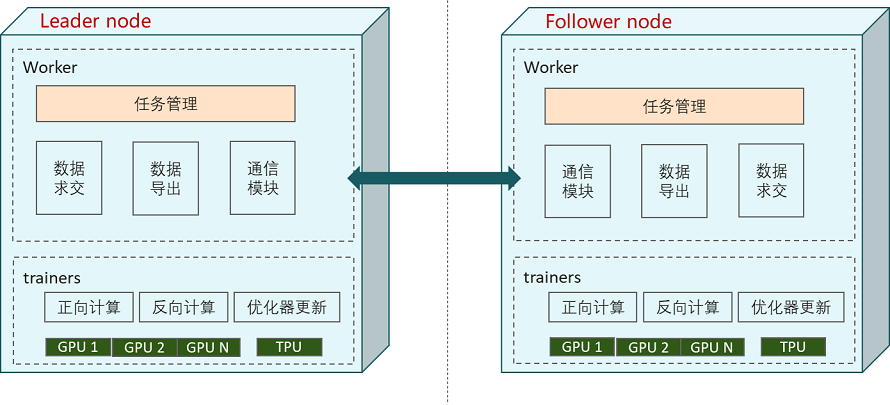 Leader node
Worker
任务管理
数据
求交
数据
导出
通信
模块
trainers
正向计算
反向计算
优化器更新
GPU 1
GPU 2
GPU N
TPU
Follower node
Worker
任务管理
通信
模块
数据
导出
数据
求交
trainers
正向计算
反向计算
优化器更新
GPU 1
GPU 2
GPU N
TPU